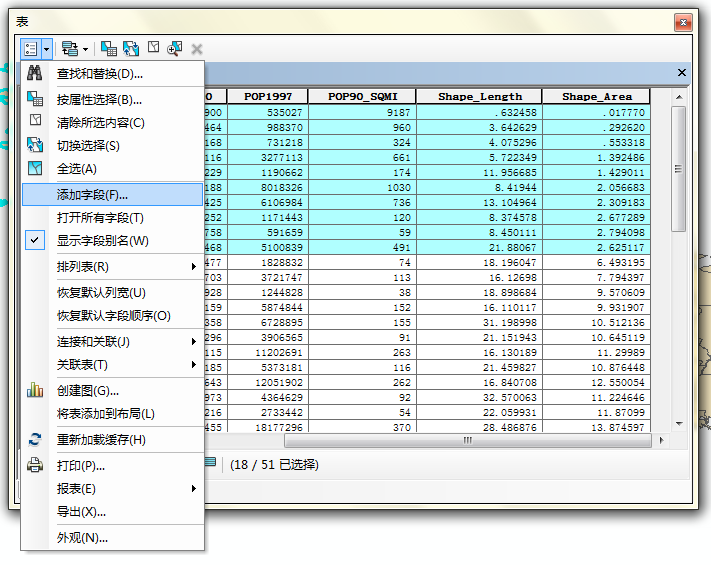 表
查找和替换(D)...
按属性选择(B)...
清除所选内容(C)
切换选择(S)
全选(A)
添加字段(F)...
打开所有字段(T)
显示字段别名(W)
排列表(R)
恢复默认列宽(U)
恢复默认字段顺序(O)
连接和关联(J)
关联表(T)
创建图(G)...
将表添加到布局(L)
重新加载缓存(H)
打印(P)...
报表(E)
导出(X)...
外观(N)...
0 POP1997 POP90_SQMI Shape_Length Shape_Area
900 535027 9187 .632458 .017770
464 988370 960 3.642629 .292620
168 731218 324 4.075296 .553318
116 3277113 661 5.722349 1.392486
229 1190662 174 11.956685 1.429011
188 8018326 1030 8.41944 2.056683
425 6106984 736 13.104964 2.309183
252 1171443 120 8.374578 2.677289
758 591659 59 8.450111 2.794098
468 5100839 491 21.88067 2.625117
477 1828832 74 18.196047 6.493195
703 3721747 113 16.12698 7.794397
928 1244828 38 18.898684 9.570609
159 5874844 152 16.110117 9.931907
358 6728895 155 31.198998 10.512136
296 3906565 91 21.151943 10.645119
115 11202691 263 16.130189 11.29989
185 5373181 116 21.459827 10.876448
643 12051902 262 16.840708 12.550054
973 4364629 92 32.570063 11.224646
216 2733442 54 22.059931 11.87099
455 18177296 370 28.486876 13.874597
(18 / 51 已选择)